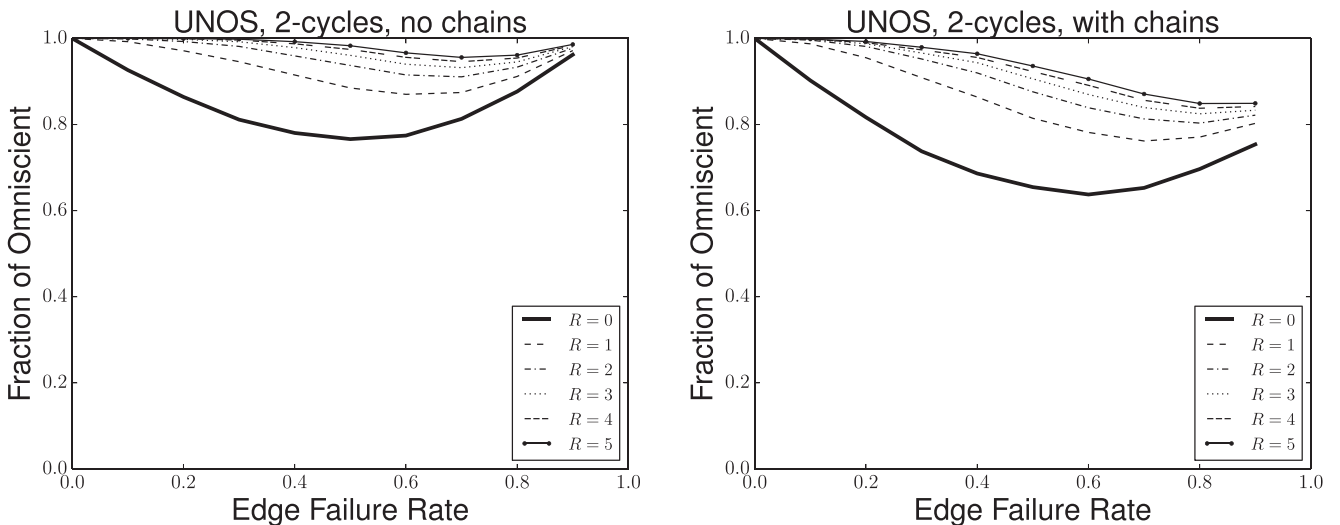 UNOS, 2-cycles, no chains
Fraction of Omniscient
1.0
0.8
0.6
0.4
0.2
0.0
0.0 0.2 0.4 0.6 0.8 1.0
Edge Failure Rate
R = 0
R = 1
R = 2
R = 3
R = 4
R = 5
UNOS, 2-cycles, with chains
Fraction of Omniscient
1.0
0.8
0.6
0.4
0.2
0.0
0.0 0.2 0.4 0.6 0.8 1.0
Edge Failure Rate
R = 0
R = 1
R = 2
R = 3
R = 4
R = 5